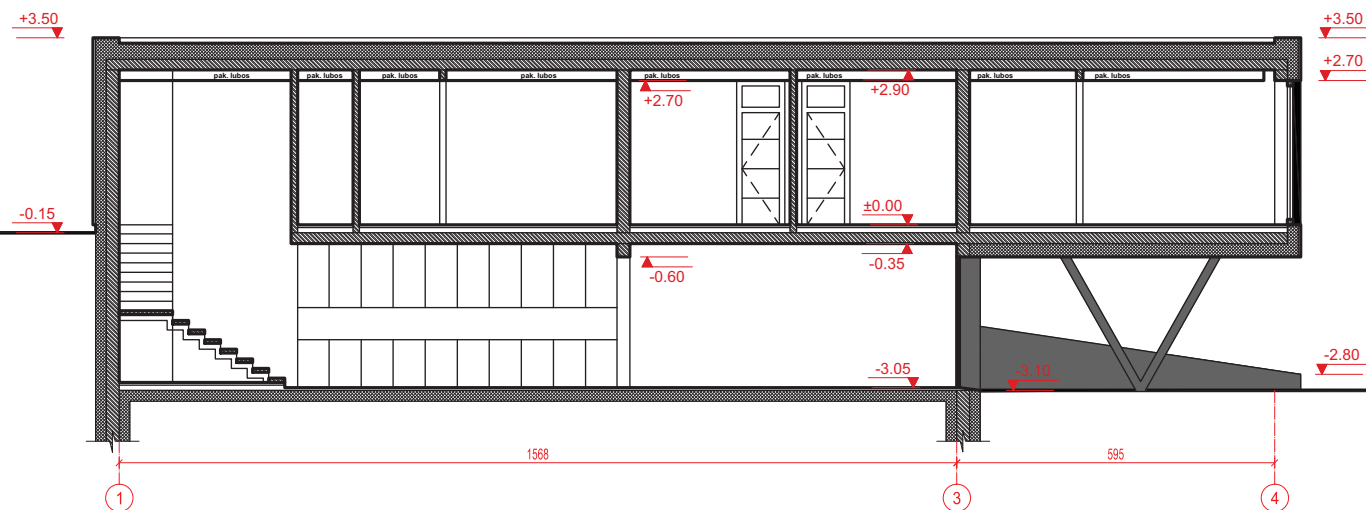 +3.50
+3.50
+2.70
pak. lubos
pak. lubos
pak. lubos
pak. lubos
pak. lubos
pak. lubos
pak. lubos
pak. lubos
+2.70
+2.90
-0.15
±0.00
-0.60
-0.35
-3.05
-3.10
-2.80
1568
595
1
3
4